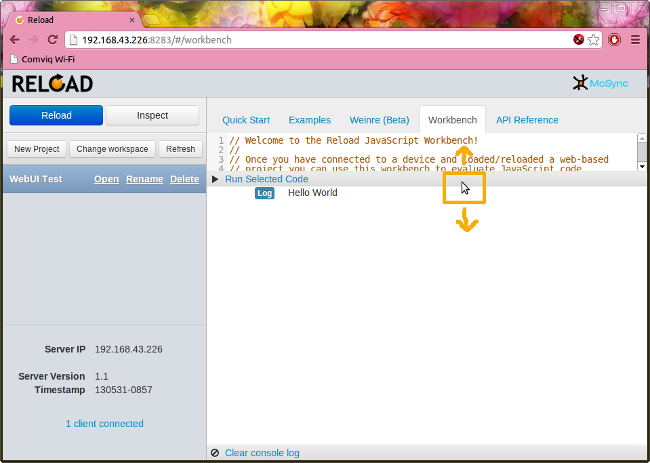 Reload
192.168.43.226:8283/#/workbench
Comviq Wi-Fi
RELOAD
MoSync
Reload
Inspect
New Project
Change workspace
Refresh
WebUI Test
Open
Rename
Delete
Server IP 192.168.43.226
Server Version 1.1
Timestamp 130531-0857
1 client connected
Quick Start
Examples
Weinre (Beta)
Workbench
API Reference
1 // Welcome to the Reload JavaScript Workbench!
2 //
3 // Once you have connected to a device and loaded/reloaded a web-based
4 // project you can use this workbench to evaluate JavaScript code
Run Selected Code
Log Hello World
Clear console log